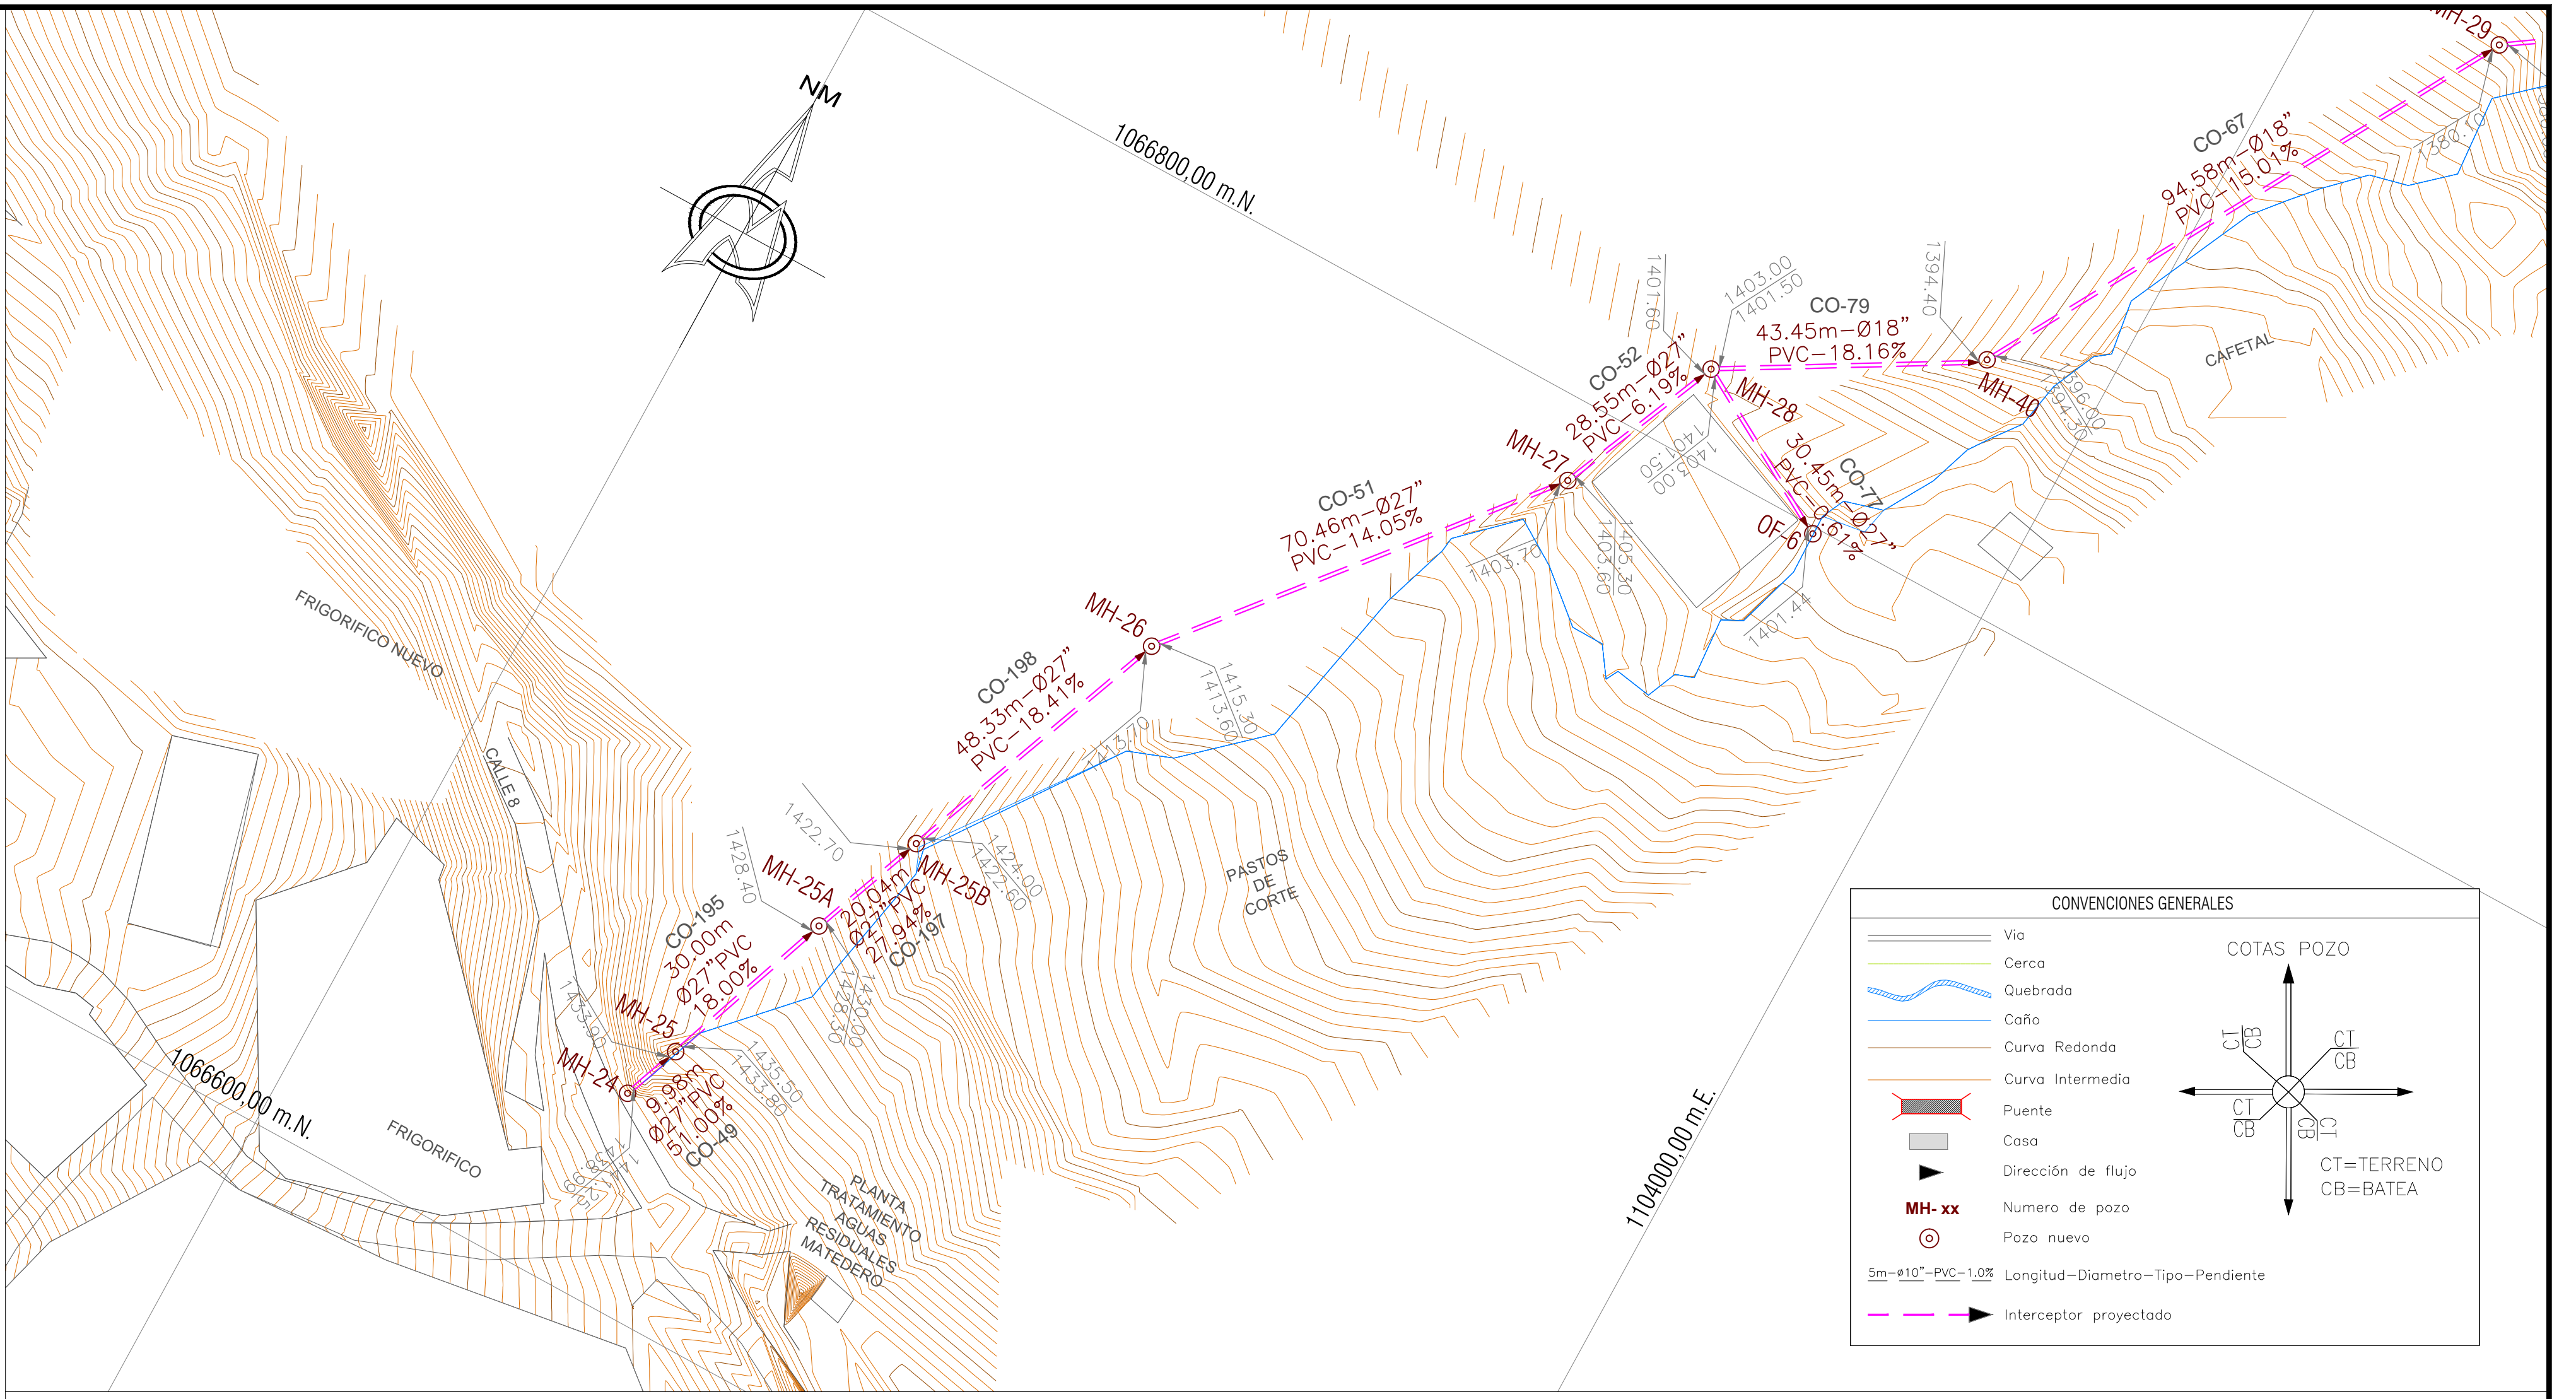 NM
1066800,00 m.N.
MH-29
1380.10
CO-67
94.58m-Ø18"
PVC-15.01%
CAFETAL
1394.40
1396.00
1394.30
MH-40
CO-79
43.45m-Ø18"
PVC-18.16%
1403.00
1401.50
1401.60
MH-28
1403.00
1401.50
CO-52
28.55m-Ø27"
PVC-6.19%
CO-77
30.45m-Ø27"
PVC-0.61%
OF-6
1401.44
MH-27
1405.30
1403.60
1403.70
CO-51
70.46m-Ø27"
PVC-14.05%
MH-26
1415.30
1413.60
1413.70
CO-198
48.33m-Ø27"
PVC-18.41%
FRIGORIFICO NUEVO
CALLE 8
1422.70
1424.00
1422.60
MH-25B
20.04m
Ø27"PVC
27.94%
CO-197
1428.40
MH-25A
1430.00
1428.30
CO-195
30.00m
Ø27"PVC
18.00%
PASTOS
DE
CORTE
1433.90
MH-25
1435.50
1433.80
MH-24
9.98m
Ø27"PVC
51.00%
CO-49
FRIGORIFICO
1066600,00 m.N.
PLANTA
TRATAMIENTO
AGUAS
RESIDUALES
MATEDERO
1104000,00 m.E.
CONVENCIONES GENERALES
Via
Cerca
Quebrada
Caño
Curva Redonda
Curva Intermedia
Puente
Casa
Dirección de flujo
MH- xx
Numero de pozo
Pozo nuevo
5m-ø10"-PVC-1.0%
Longitud-Diametro-Tipo-Pendiente
Interceptor proyectado
COTAS POZO
CT
CB
CT
CB
CT
CB
CT
CB
CT=TERRENO
CB=BATEA